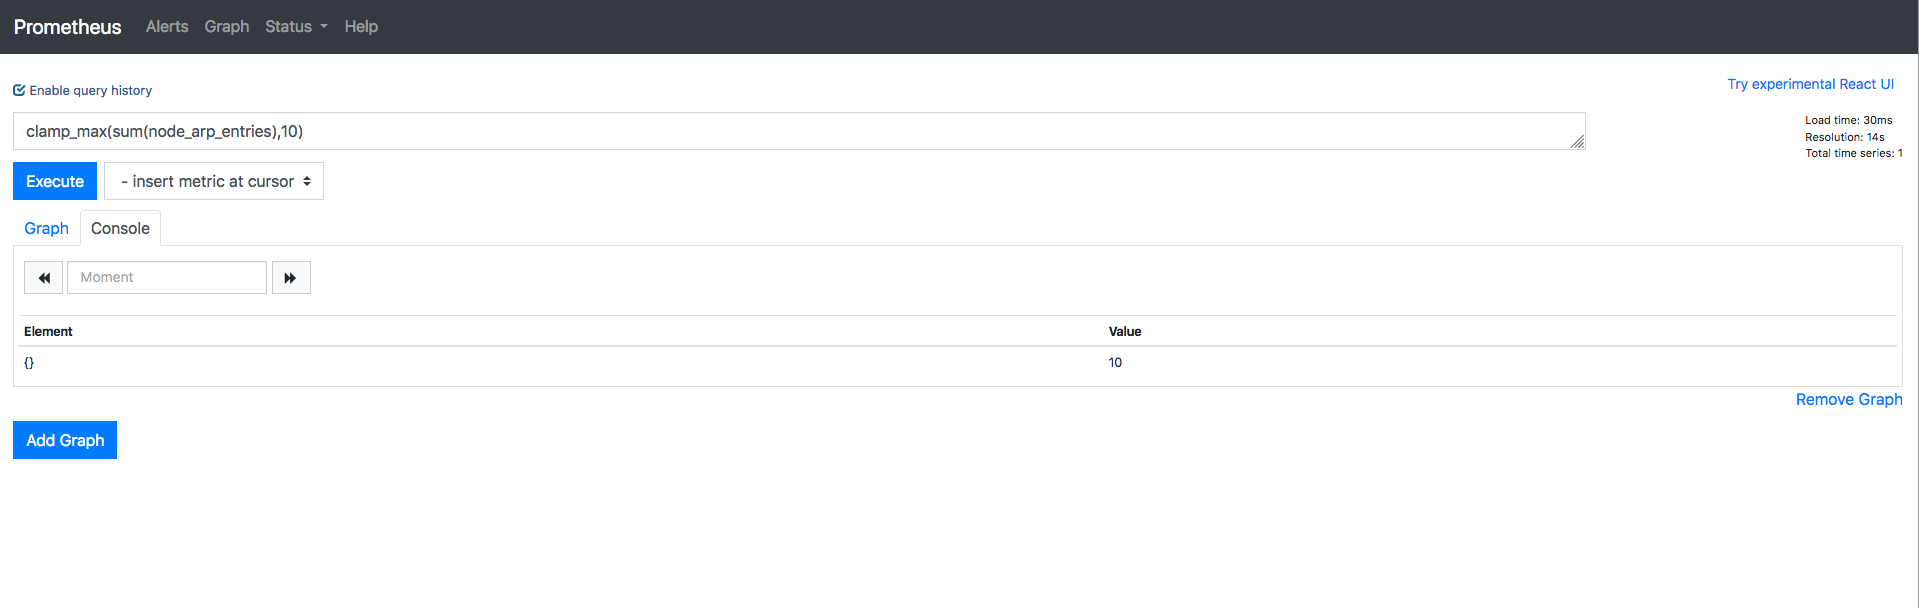 Prometheus Alerts Graph Status Help
Enable query history
Try experimental React UI
clamp_max(sum(node_arp_entries),10)
Load time: 30ms
Resolution: 14s
Total time series: 1
Execute - insert metric at cursor
Graph Console
Moment
Element Value
{} 10
Remove Graph
Add Graph